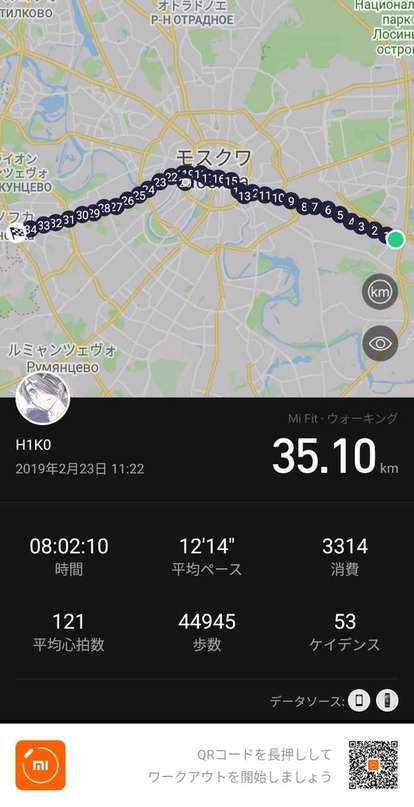 Национал
парк
Лосины
остров
ТИЛКОВО
オトラドノエ
Р-Н ОТРАДНОЕ
モスクワ
イオン
ツェヴォ
КУНЦЕВО
ノフカ
34 33 32 31 30 29 28 27 26 25 24 23 22
16 15
13 2 11 10 9 8 7 6 5 4 3 2
km
ルミャンツェヴォ
Румянцево
Mi Fit · ウォーキング
H1K0
35.10 km
2019年2月23日 11:22
08:02:10 12'14" 3314
時間 平均ペース 消費
121 44945 53
平均心拍数 歩数 ケイデンス
データソース:
mi
QRコードを長押しして
ワークアウトを開始しましょう